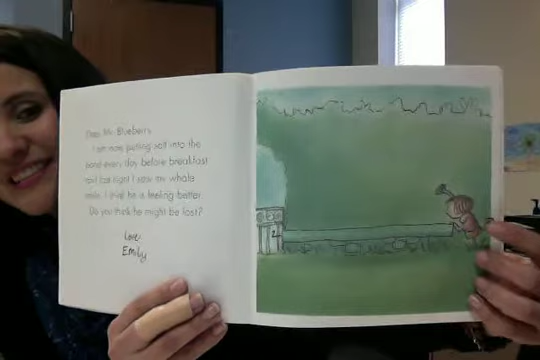 Dear Mr. Blueberry,
I am now putting salt into the
pond every day before breakfast
and last night I saw my whale
smile. I think he is feeling better.
Do you think he might be lost?
Love,
Emily